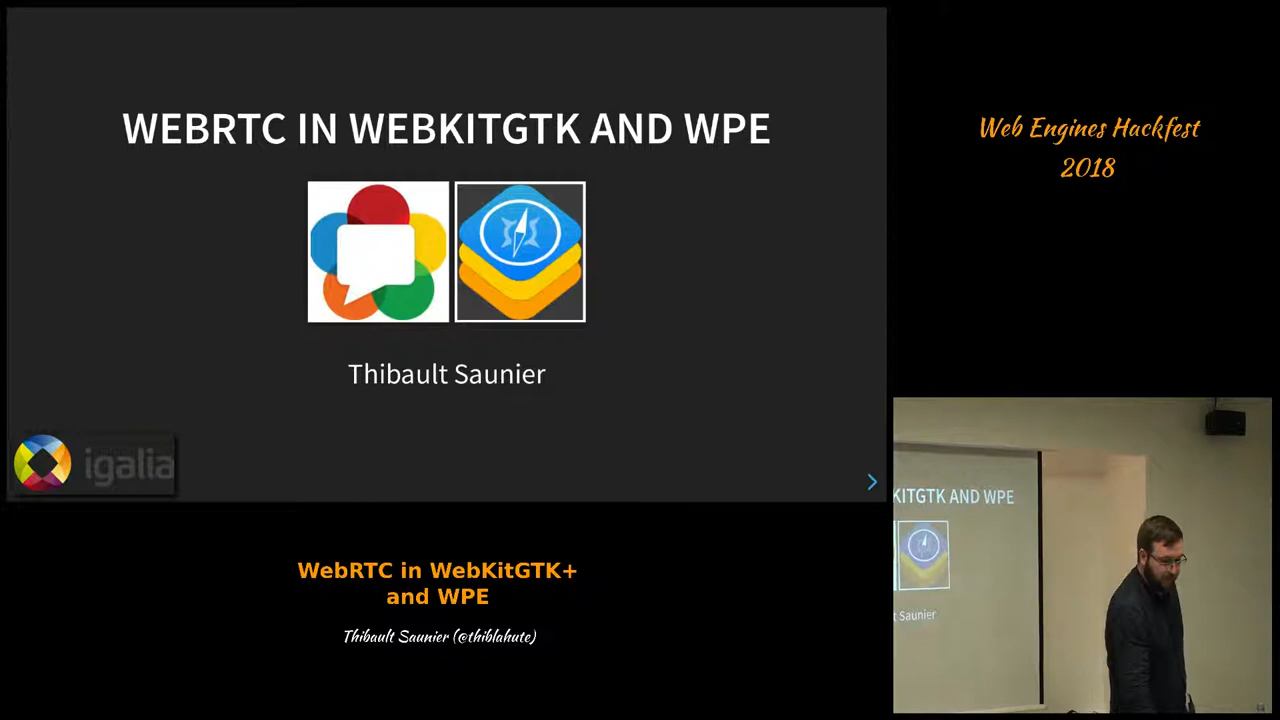 WEBRTC IN WEBKITGTK AND WPE
Thibault Saunier
igalia
Web Engines Hackfest
2018
KITGTK AND WPE
t Saunier
WebRTC in WebKitGTK+
and WPE
Thibault Saunier (@thiblahute)